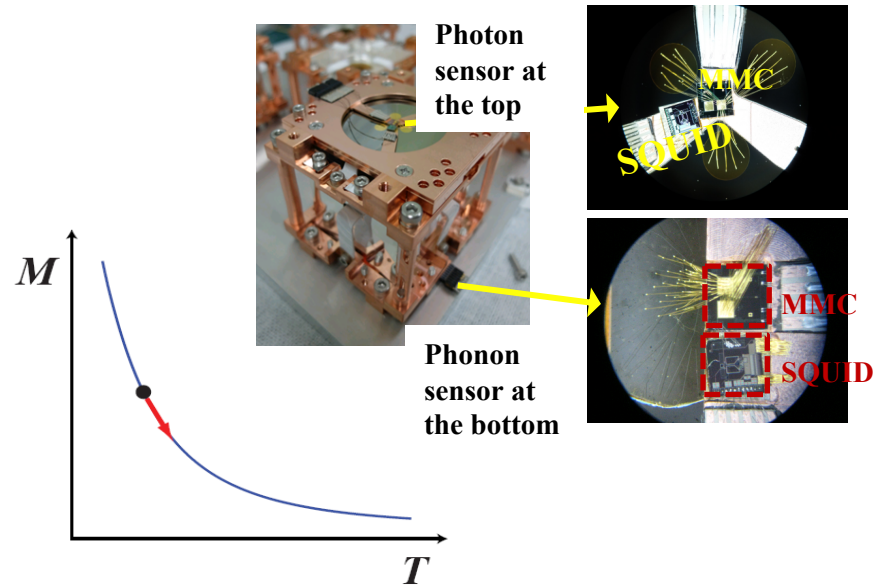 Photon
sensor at
the top
MMC
SQUID
M
MMC
SQUID
Phonon
sensor at
the bottom
T